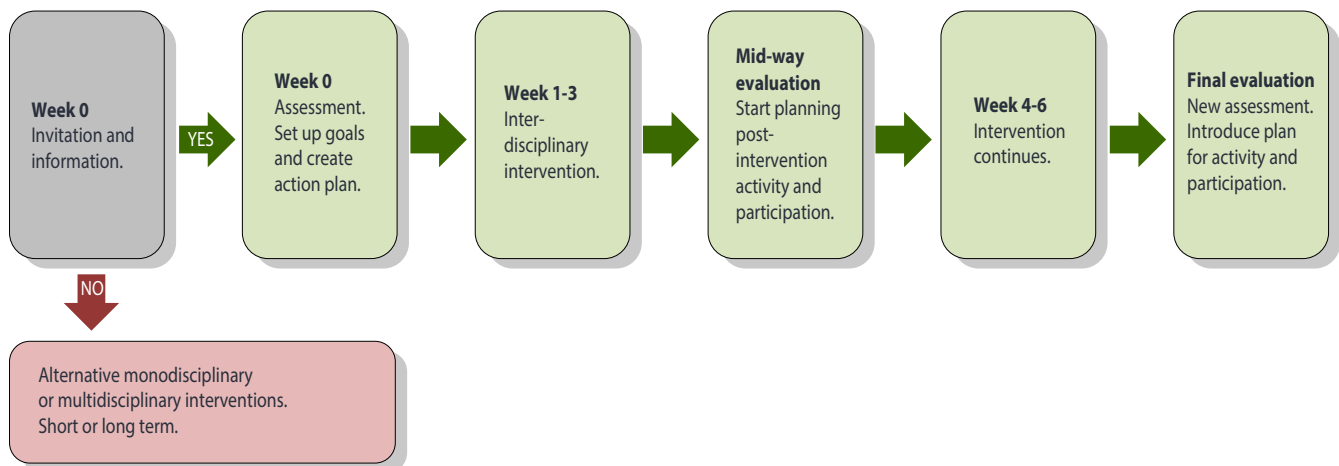 Week 0
Invitation and
information.
YES
Week 0
Assessment.
Set up goals
and create
action plan.
Week 1-3
Inter-
disciplinary
intervention.
Mid-way
evaluation
Start planning
post-
intervention
activity and
participation.
Week 4-6
Intervention
continues.
Final evaluation
New assessment.
Introduce plan
for activity and
participation.
NO
Alternative monodisciplinary
or multidisciplinary interventions.
Short or long term.